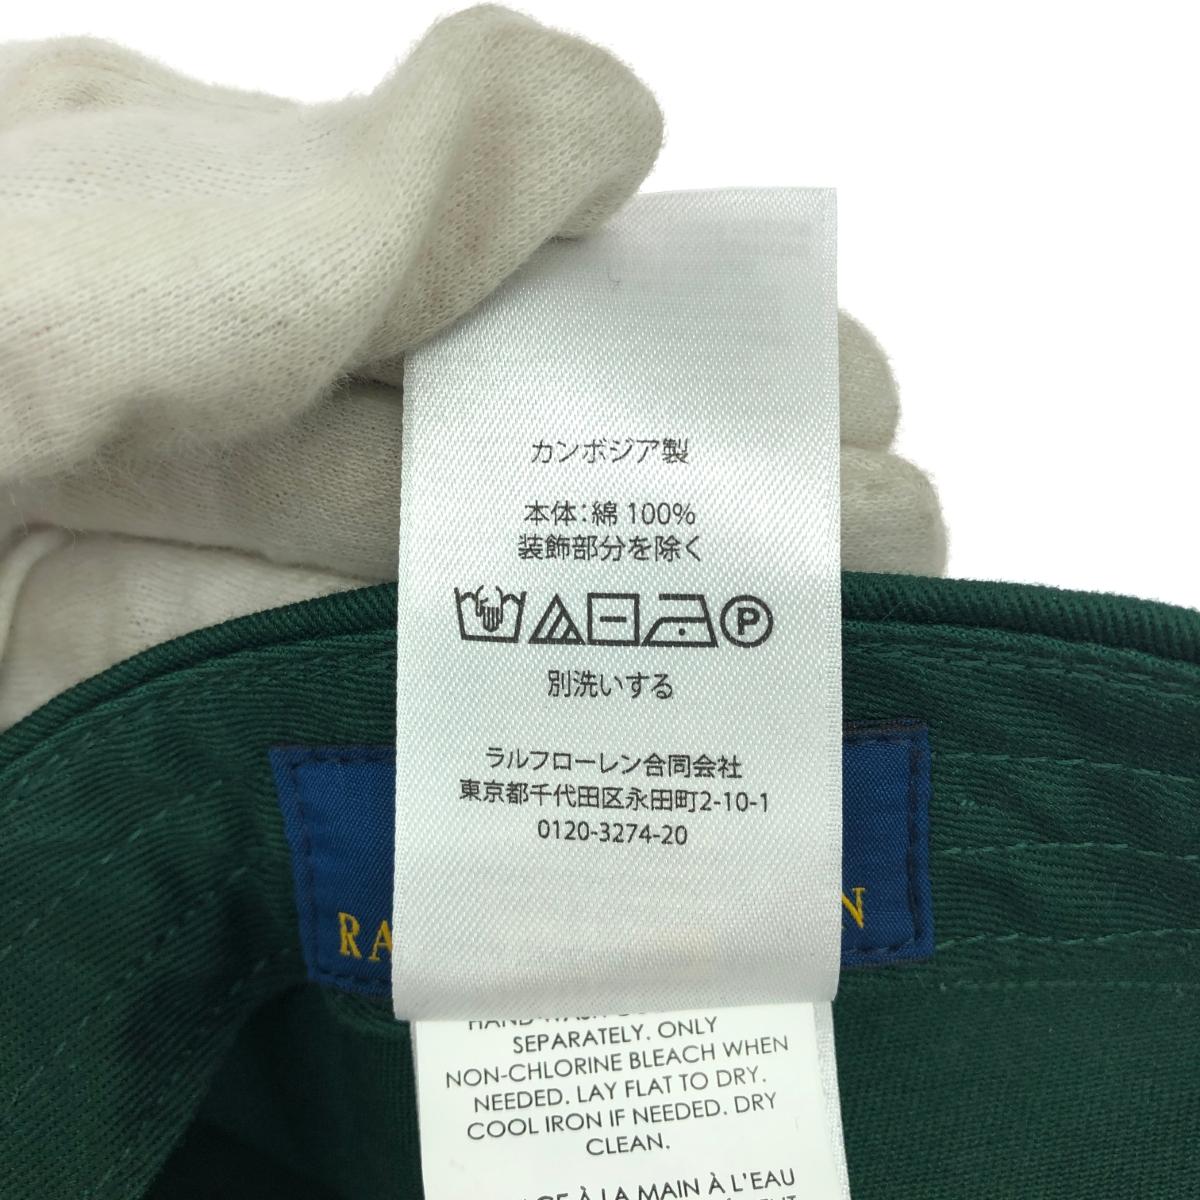 カンボジア製
本体:綿 100%
装飾部分を除く
P
別洗いする
ラルフローレン合同会社
東京都千代田区永田町2-10-1
0120-3274-20
SEPARATELY. ONLY
NON-CHLORINE BLEACH WHEN
NEEDED. LAY FLAT TO DRY.
COOL IRON IF NEEDED. DRY
CLEAN.
À LA MAIN À L'EAU